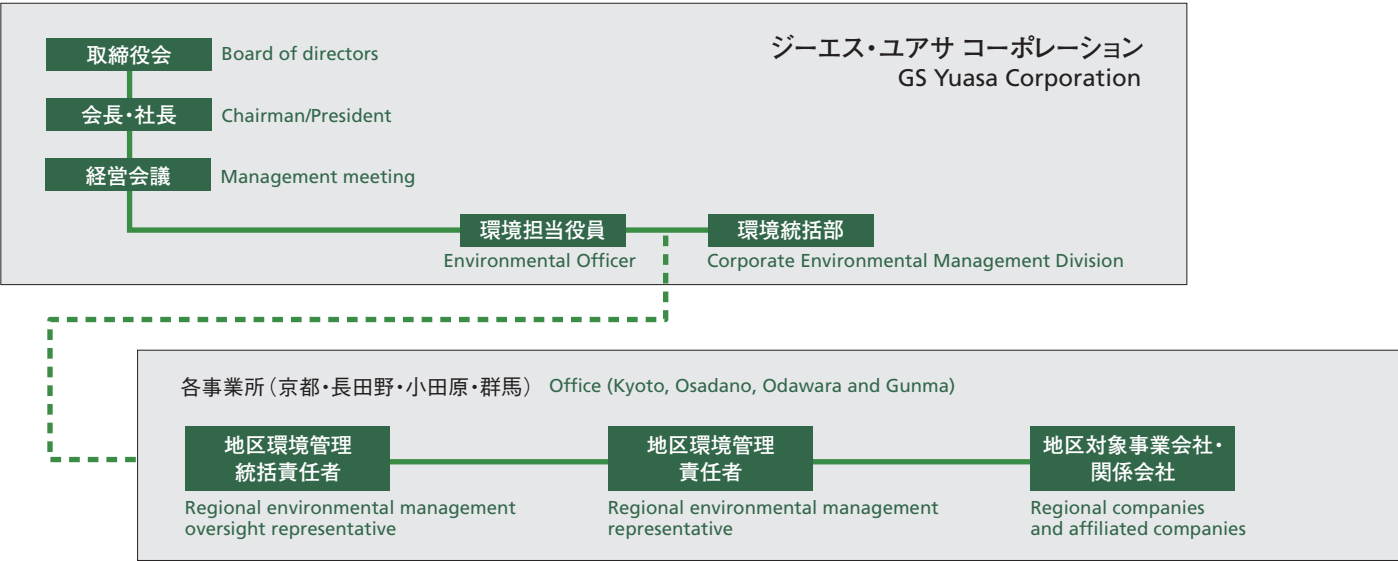 取締役会 Board of directors
ジーエス・ユアサ コーポレーション
GS Yuasa Corporation
会長・社長 Chairman/President
経営会議 Management meeting
環境担当役員
Environmental Officer
環境統括部
Corporate Environmental Management Division
各事業所（京都・長田野・小田原・群馬） Office (Kyoto, Osadano, Odawara and Gunma)
地区環境管理
統括責任者
Regional environmental management
oversight representative
地区環境管理
責任者
Regional environmental management
representative
地区対象事業会社・
関係会社
Regional companies
and affiliated companies